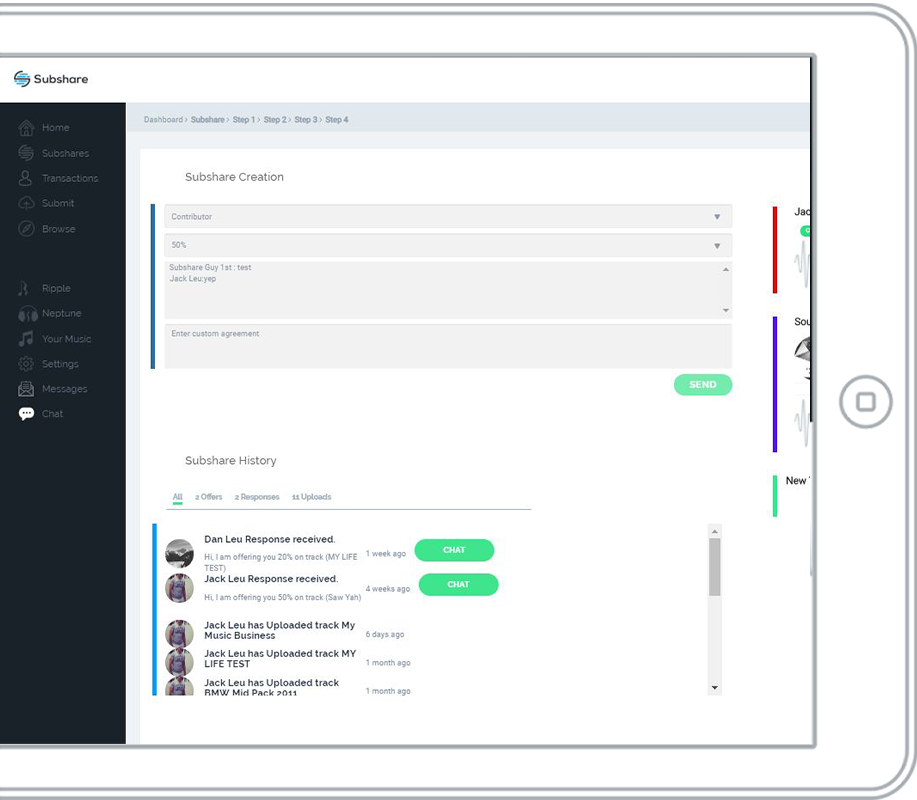 Subshare
Home
Subshares
Transactions
Submit
Browse
Ripple
Neptune
Your Music
Settings
Messages
Chat
Dashboard › Subshare › Step 1 › Step 2 › Step 3 › Step 4
Subshare Creation
Contributor
50%
Subshare Guy 1st : test
Jack Leu:yep
Enter custom agreement
SEND
Subshare History
All 2 Offers 2 Responses 11 Uploads
Dan Leu Response received.
Hi, I am offering you 20% on track (MY LIFE
TEST)
1 week ago
CHAT
Jack Leu Response received.
Hi, I am offering you 50% on track (Saw Yah)
4 weeks ago
CHAT
Jack Leu has Uploaded track My
Music Business
6 days ago
Jack Leu has Uploaded track MY
LIFE TEST
1 month ago
Jack Leu has Uploaded track
BMW Mid Pack 2011
1 month ago
Jac
Sou
New